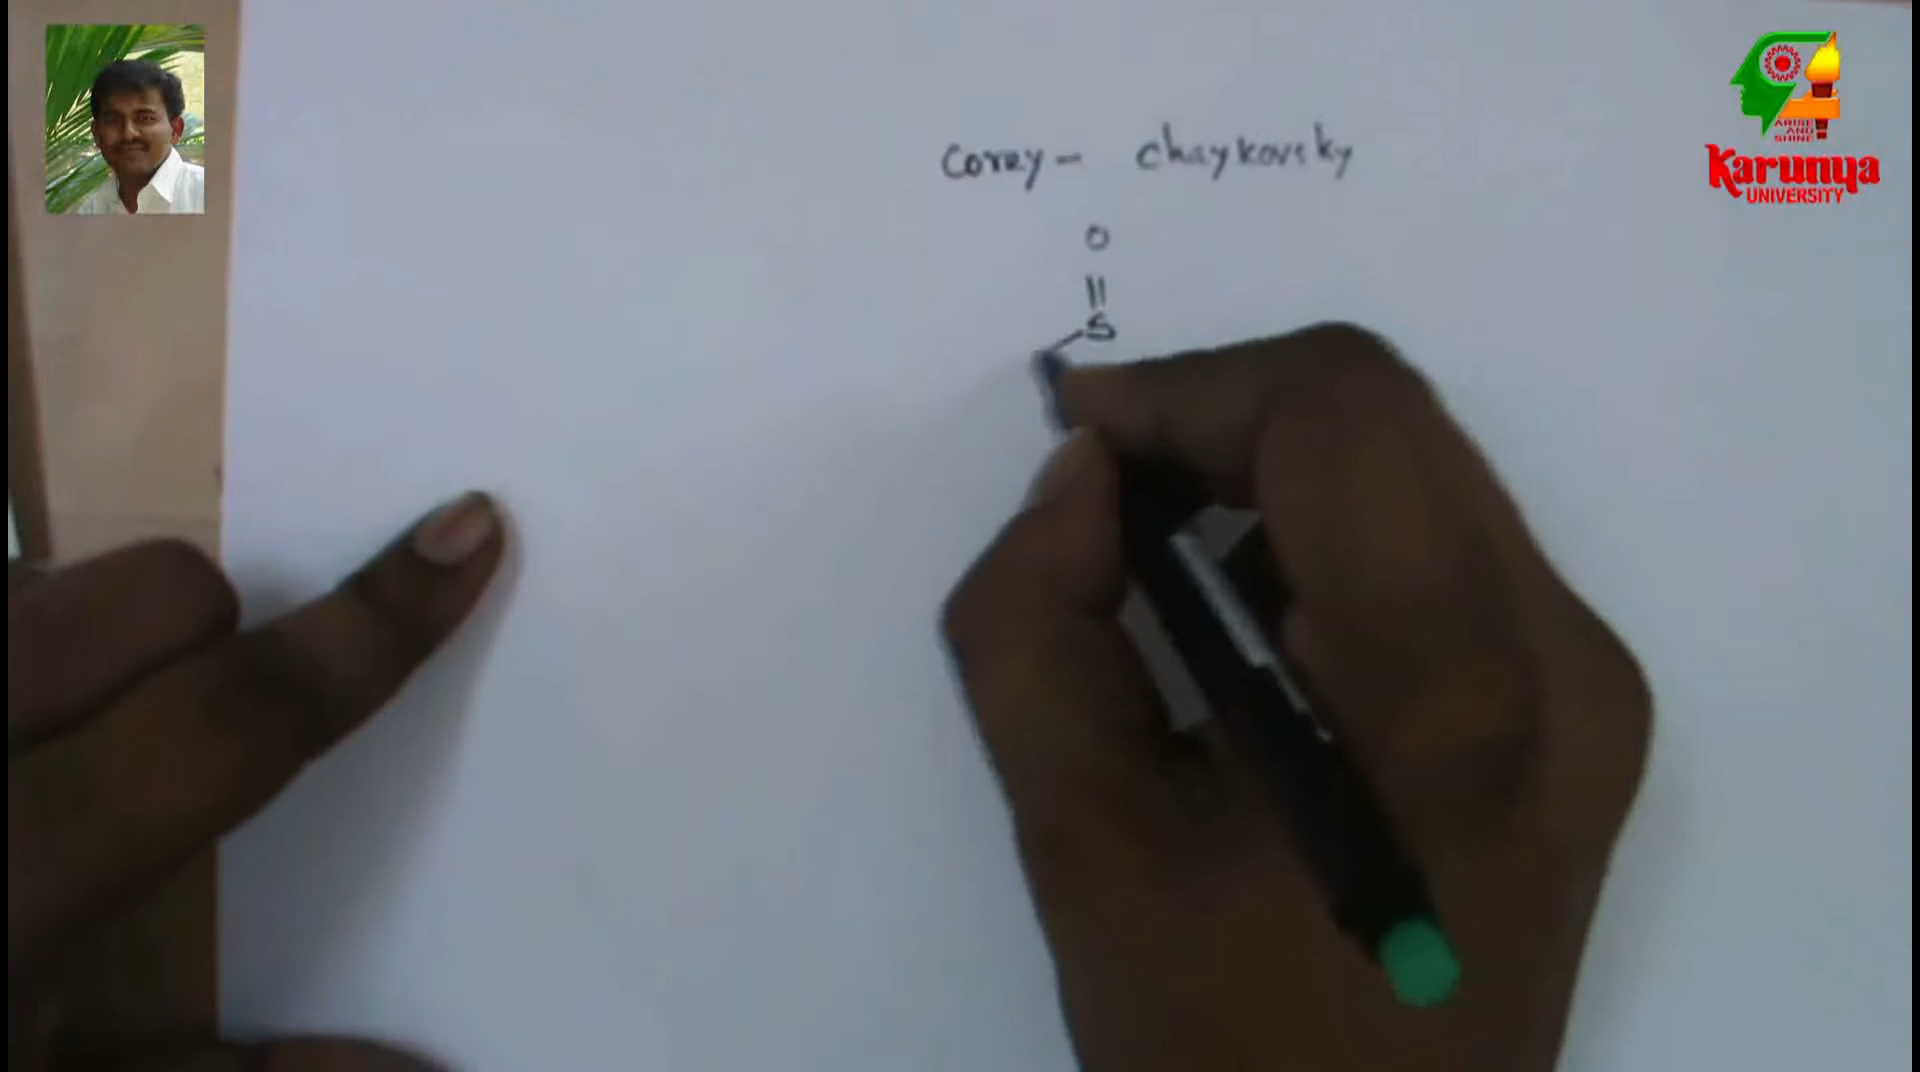 Corey - chaykovsky
O
S
ARISE
AND
SHINE
Karunya
UNIVERSITY